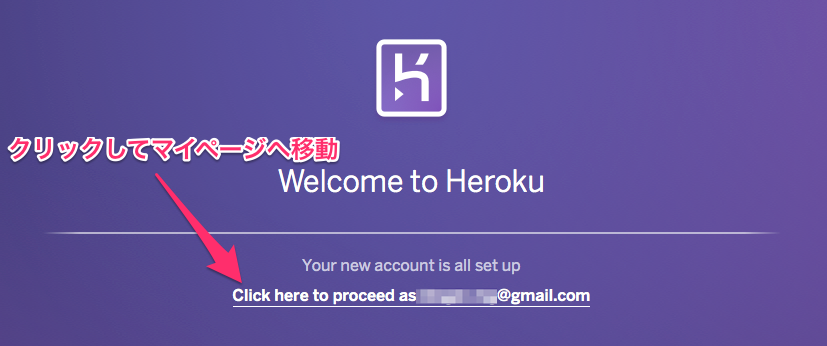 クリックしてマイページへ移動
Welcome to Heroku
Your new account is all set up
Click here to proceed as @gmail.com